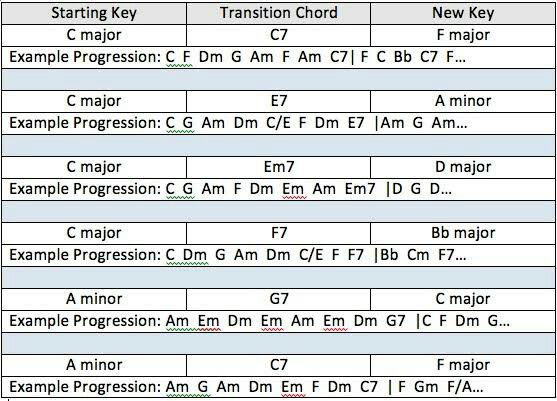 Starting Key Transition Chord New Key
C major C7 F major
Example Progression: C F Dm G Am F Am C7| F C Bb C7 F...
C major E7 A minor
Example Progression: C G Am Dm C/E F Dm E7 |Am G Am...
C major Em7 D major
Example Progression: C G Am F Dm Em Am Em7 |D G D...
C major F7 Bb major
Example Progression: C Dm G Am Dm C/E F F7 |Bb Cm F7...
A minor G7 C major
Example Progression: Am Em Dm Em Am Em Dm G7 |C F Dm G...
A minor C7 F major
Example Progression: Am G Am Dm Em F Dm C7 | F Gm F/A...